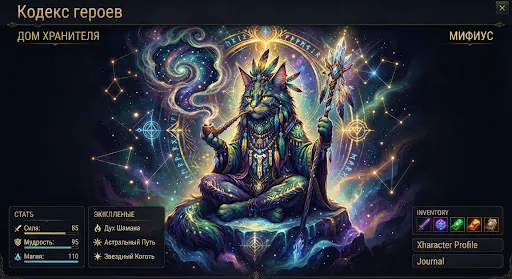 Кодекс героев
ДОМ ХРАНИТЕЛЯ
МИФИУС
СТАТЬ
Сила: 85
Мудрость: 95
Магия: 110
ЭКИПЛЕНЫЕ
Дух Шамана
Астральный Путь
Звездный Коготь
INVENTORY
Xharacter Profile
Journal